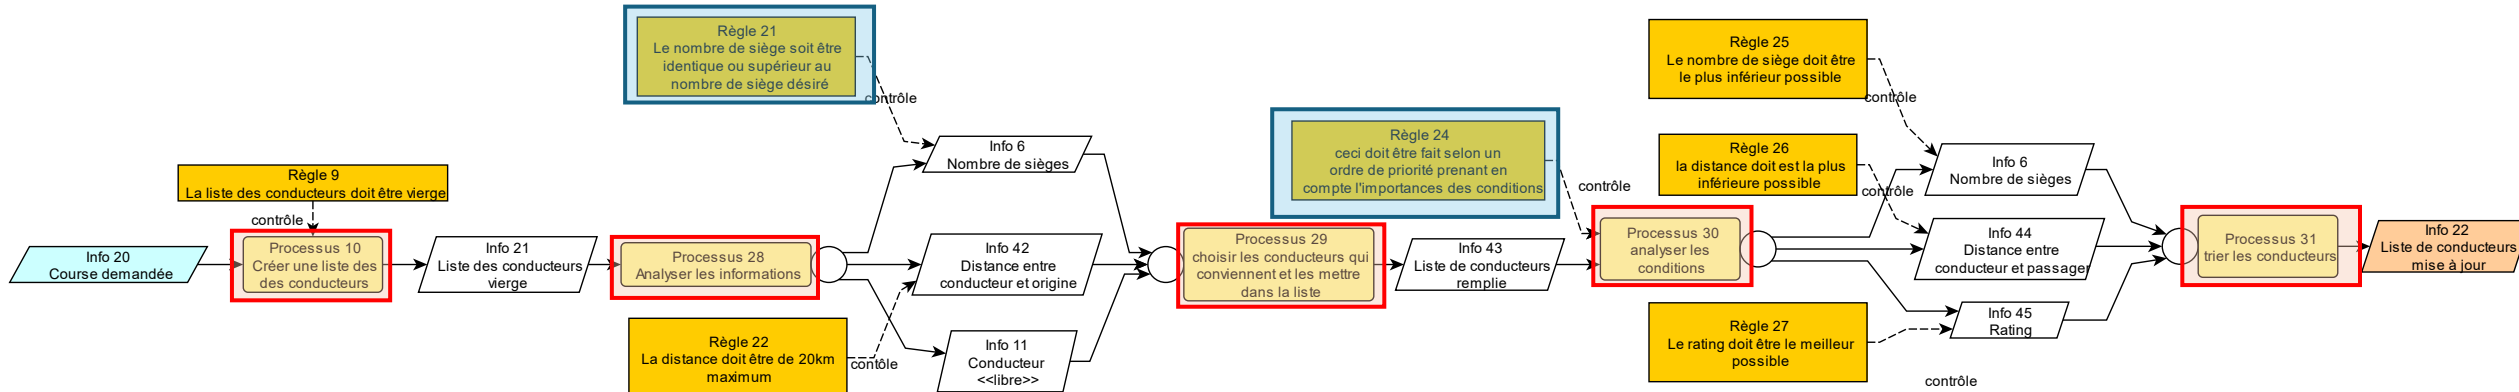 Règle 21
Le nombre de siège soit être
identique ou supérieur au
nombre de siège désiré
contrôle
Règle 9
La liste des conducteurs doit être vierge
contrôle
Info 20
Course demandée
Processus 10
Créer une liste des
des conducteurs
Info 21
Liste des conducteurs
vierge
Processus 28
Analyser les informations
Info 6
Nombre de sièges
Info 42
Distance entre
conducteur et origine
Info 11
Conducteur
<<libre>>
Règle 22
La distance doit être de 20km
maximum
contôle
Processus 29
choisir les conducteurs qui
conviennent et les mettre
dans la liste
Règle 24
ceci doit être fait selon un
ordre de priorité prenant en
compte l'importances des conditions
contrôle
Info 43
Liste de conducteurs
remplie
Processus 30
analyser les
conditions
Règle 25
Le nombre de siège doit être
le plus inférieur possible
contrôle
Règle 26
la distance doit est la plus
inférieure possible
contrôle
Info 6
Nombre de sièges
Info 44
Distance entre
conducteur et passager
Info 45
Rating
Règle 27
Le rating doit être le meilleur
possible
contrôle
Processus 31
trier les conducteurs
Info 22
Liste de conducteurs
mise à jour